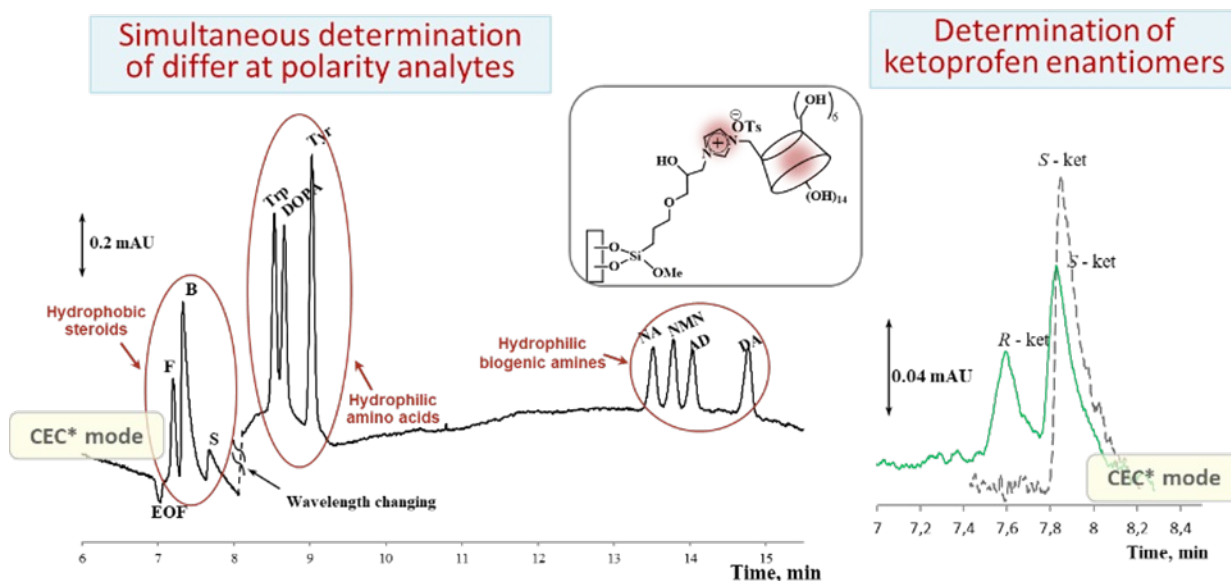 Simultaneous determination
of differ at polarity analytes
Determination of
ketoprofen enantiomers
0.2 mAU
Hydrophobic
steroids
F
B
S
EOF
CEC* mode
Trp
DOPA
Tyr
Hydrophilic
amino acids
Wavelength changing
HO
O
Si
O
O
OMe
N
+
N
⊖
OTs
(OH)6
(OH)14
Hydrophilic
biogenic amines
NA
NMN
AD
DA
6 7 8 9 10 11 12 13 14 15
Time, min
0.04 mAU
R - ket
S - ket
S - ket
CEC* mode
7 7,2 7,4 7,6 7,8 8 8,2 8,4
Time, min